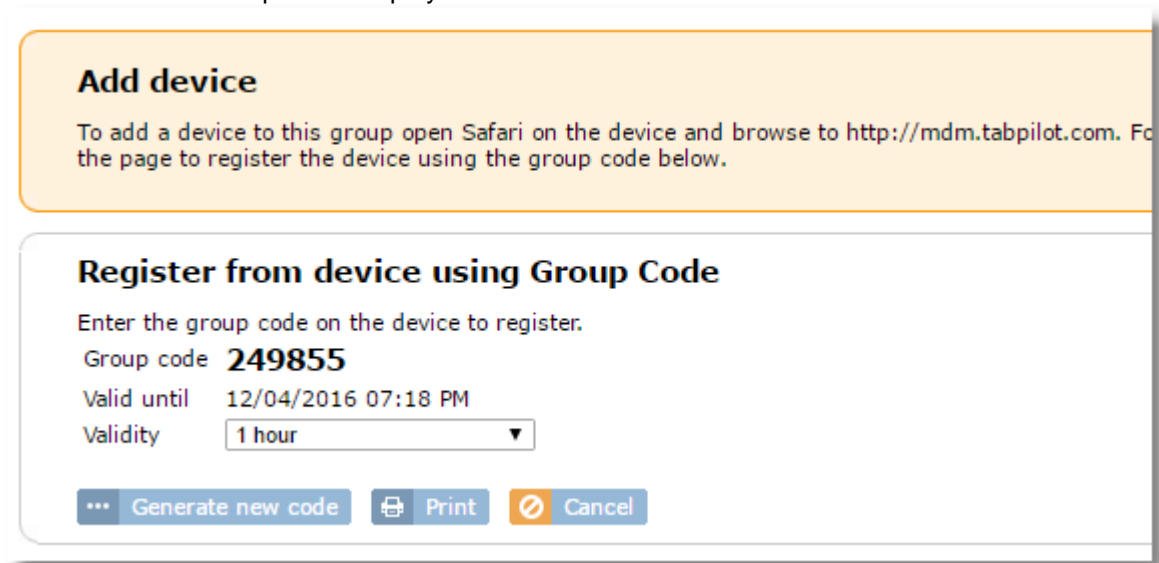 Add device
To add a device to this group open Safari on the device and browse to http://mdm.tabpilot.com.
the page to register the device using the group code below.
Register from device using Group Code
Enter the group code on the device to register.
Group code 249855
Valid until 12/04/2016 07:18 PM
Validity 1 hour
Generate new code Print Cancel